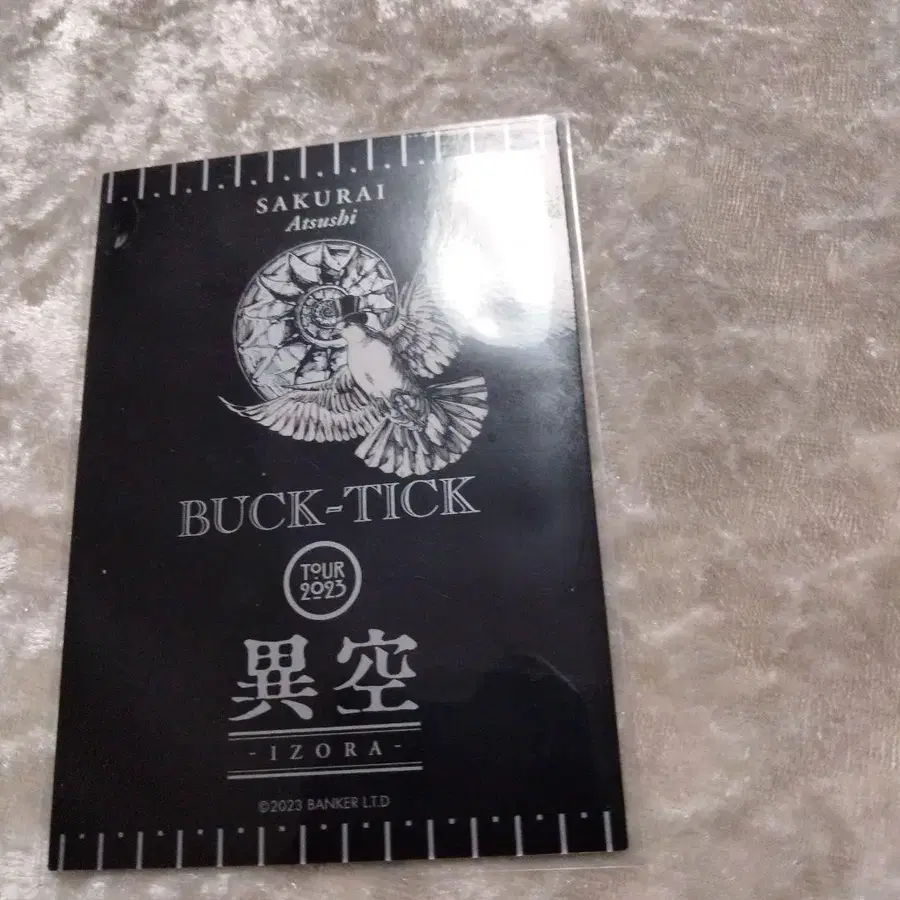 SAKURAI
Atsushi
BUCK-TICK
TOUR
2023
異空
-IZORA-
©2023 BANKER L.T.D